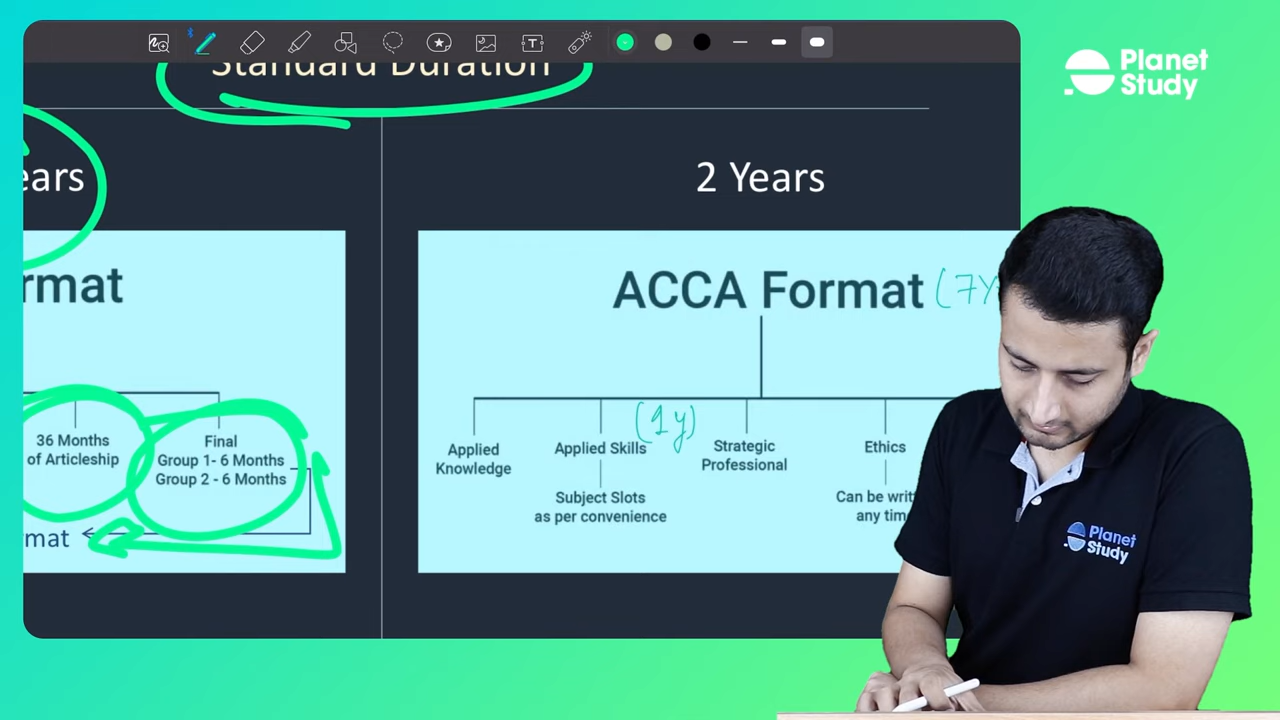 Standard Duration
Planet
Study
ears
2 Years
rmat
ACCA Format (7Y
36 Months
of Articleship
Final
Group 1- 6 Months
Group 2 - 6 Months
mat
Applied
Knowledge
Applied Skills
(1y)
Subject Slots
as per convenience
Strategic
Professional
Ethics
Can be writ
any tim
Planet
Study